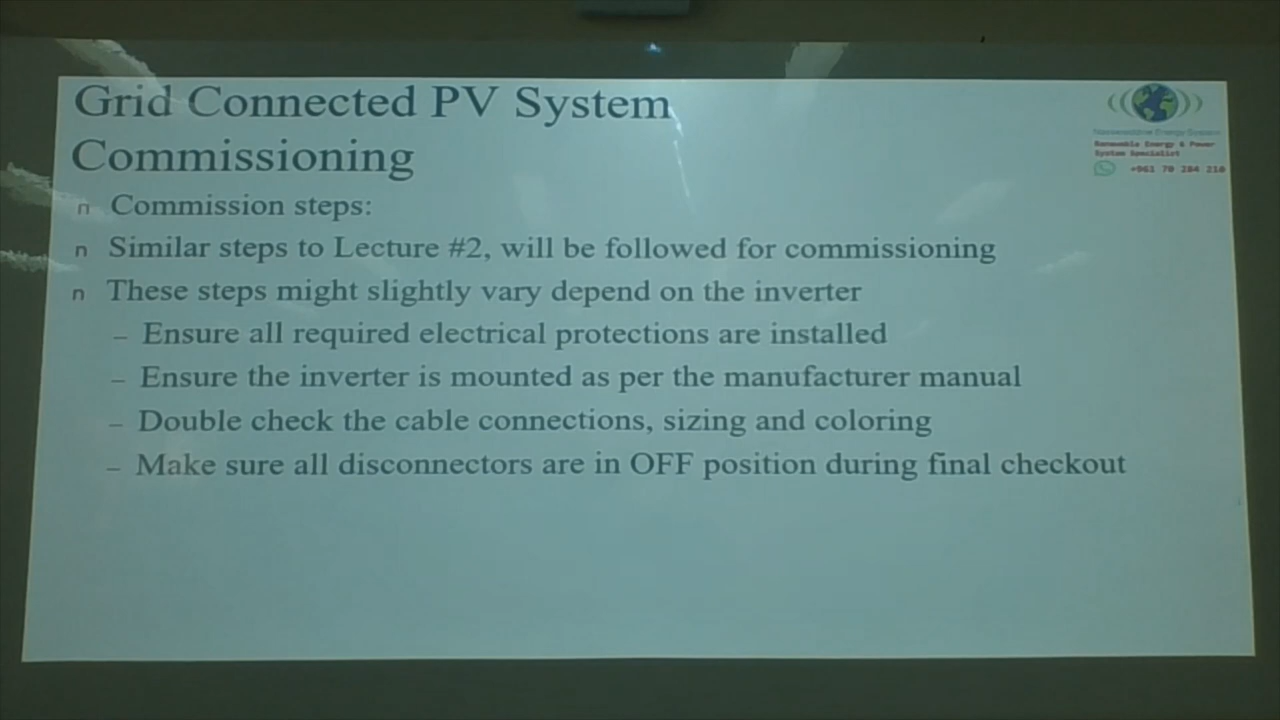 Grid Connected PV System
Commissioning
n Commission steps:
n Similar steps to Lecture #2, will be followed for commissioning
n These steps might slightly vary depend on the inverter
– Ensure all required electrical protections are installed
– Ensure the inverter is mounted as per the manufacturer manual
– Double check the cable connections, sizing and coloring
– Make sure all disconnectors are in OFF position during final checkout
Renewable Energy & Power
System Specialist
+961 70 284 210